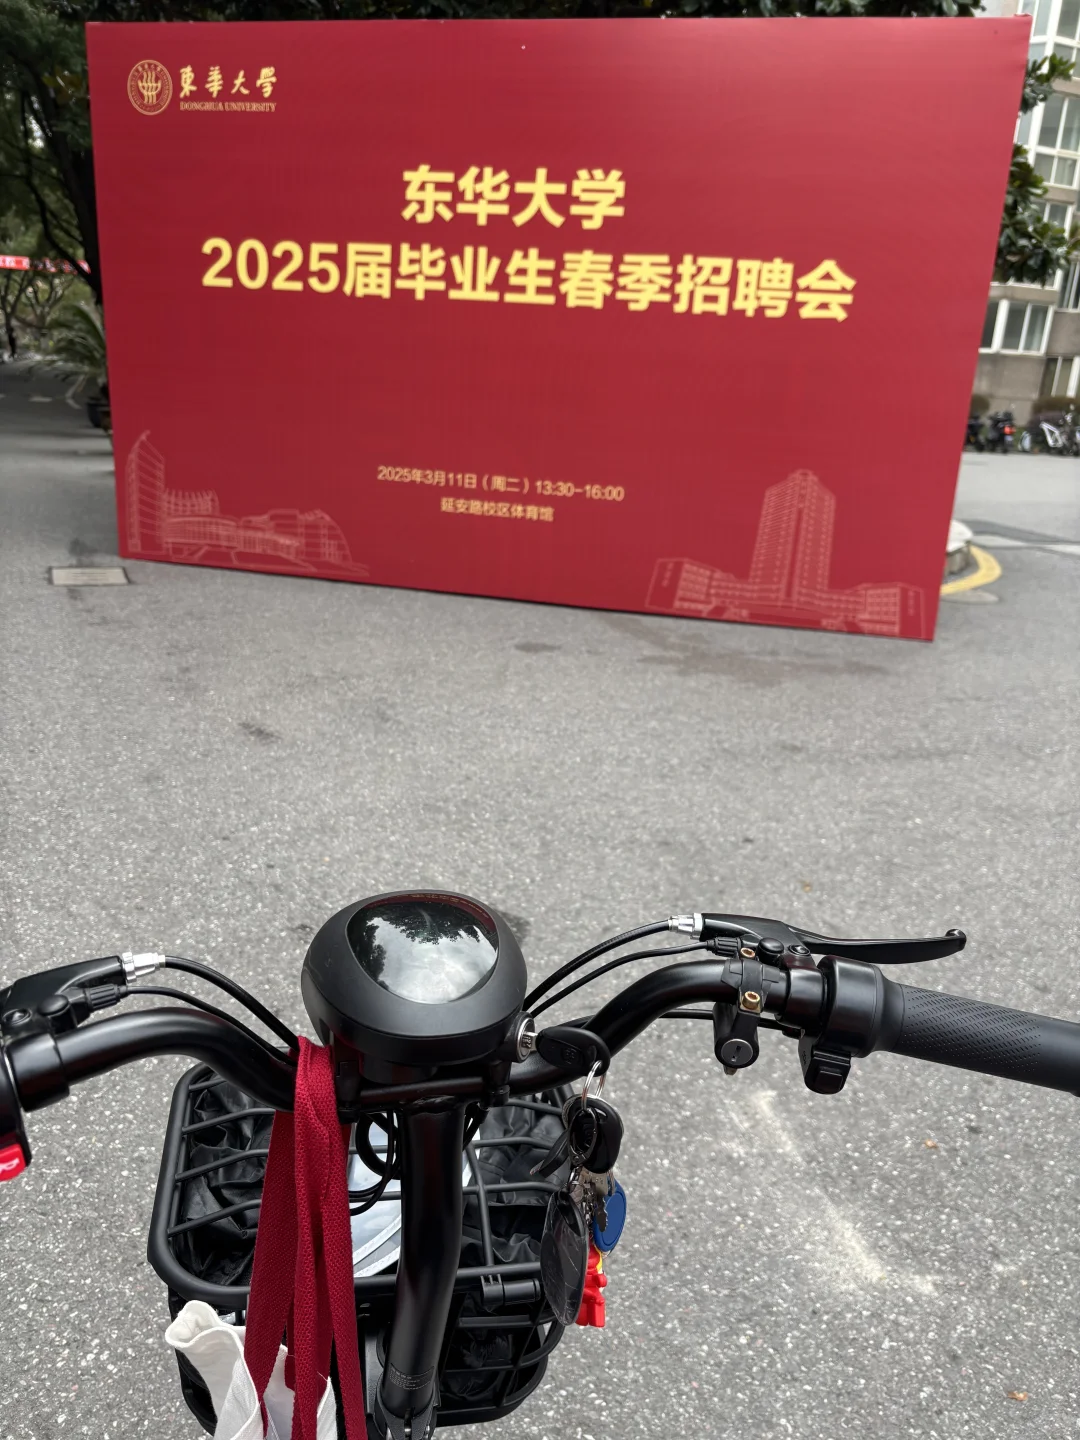 東華大學
DONGHUA UNIVERSITY
东华大学
2025届毕业生春季招聘会
2025年3月11日（周二）13:30-16:00
延安路校区体育馆